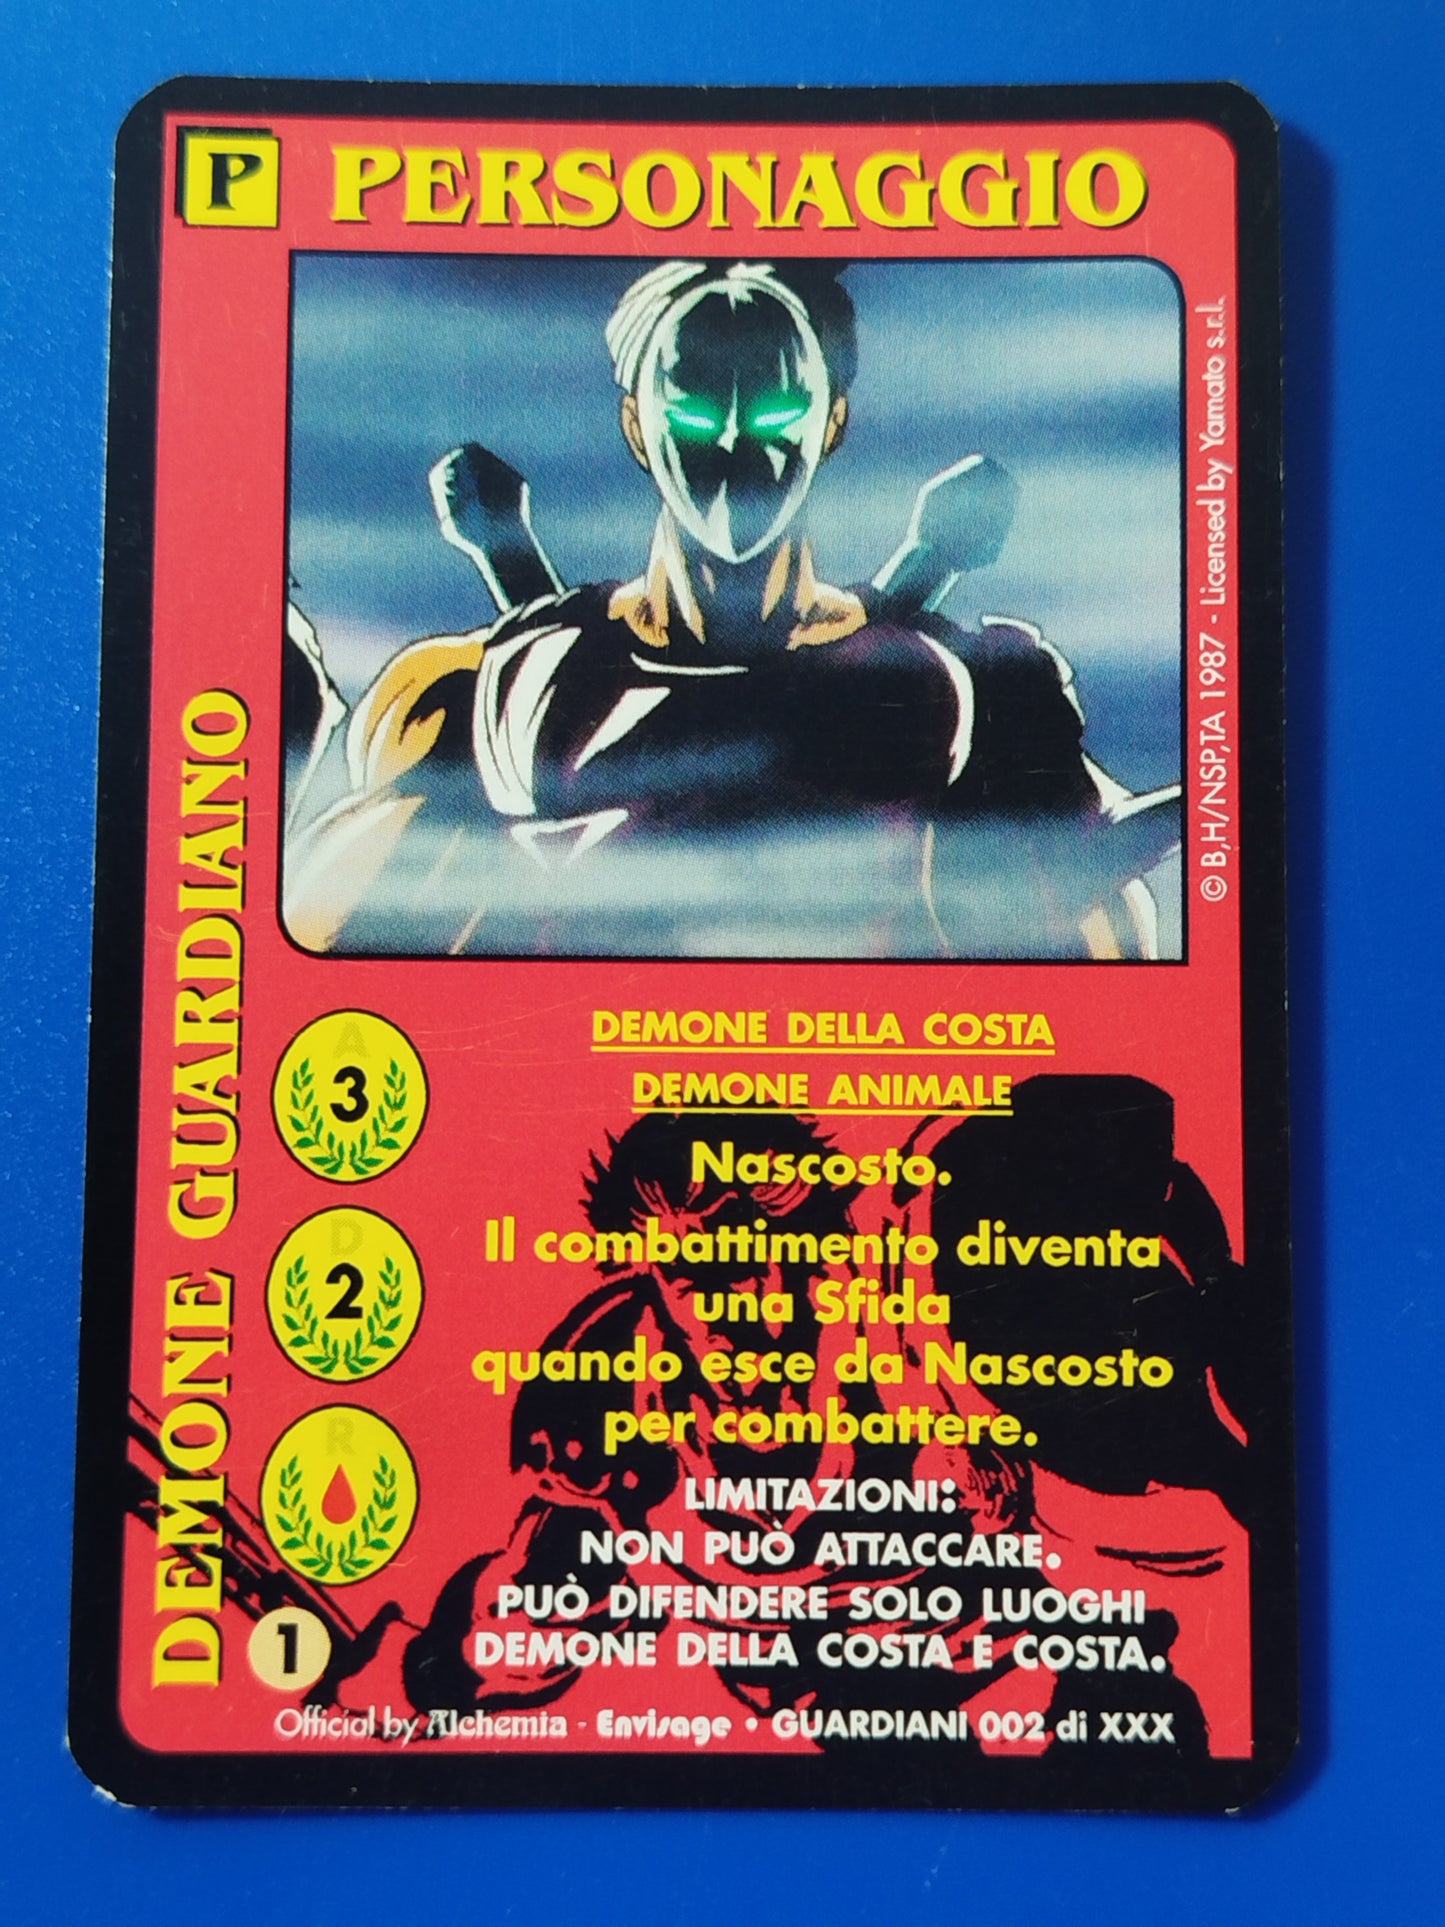 P PERSONAGGIO
© B,H/NSP,TA 1987 - Licensed by Yamato s.r.l.
DEMONE GUARDIANO
DEMONE DELLA COSTA
DEMONE ANIMALE
A
3
D
2
R
1
Nascosto.
Il combattimento diventa
una Sfida
quando esce da Nascosto
per combattere.
LIMITAZIONI:
NON PUÒ ATTACCARE.
PUÒ DIFENDERE SOLO LUOGHI
DEMONE DELLA COSTA E COSTA.
Official by Alchemia - Envisage • GUARDIANI 002 di XXX